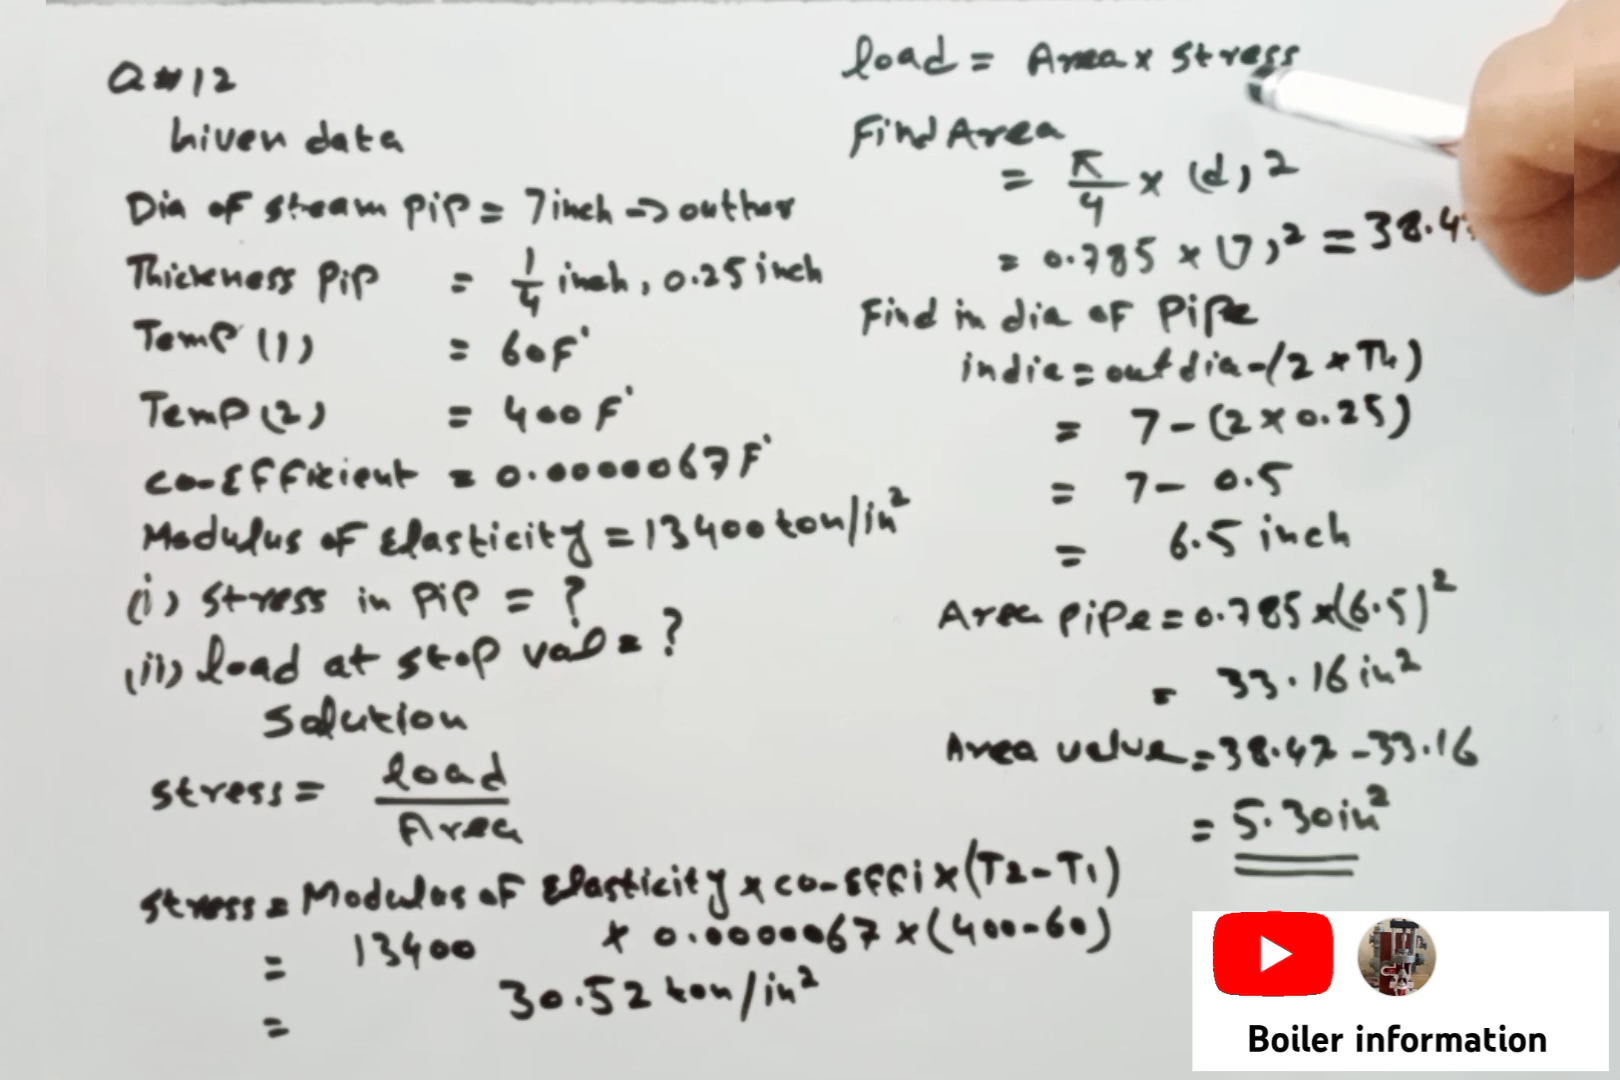 Q#12
Given data
Dia of steam pip = 7 inch -> outher
Thickness pip = 1/4 inch, 0.25 inch
Temp (1) = 60F°
Temp (2) = 400F°
co-efficient = 0.0000067F°
Modulus of Elasticity = 13400 ton/in²
(i) stress in pip = ?
(ii) load at stop val = ?
Solution
stress = load / Area
stress = Modulus of Elasticity x co-effi x (T2-T1)
= 13400 x 0.0000067 x (400-60)
= 30.52 ton/in²
load = Area x stress
Find Area
= π/4 x (d)²
= 0.785 x (7)² = 38.4
Find in dia of Pipe
in dia = out dia - (2 x Th)
= 7 - (2 x 0.25)
= 7 - 0.5
= 6.5 inch
Area pipe = 0.785 x (6.5)²
= 33.16 in²
Area value = 38.47 - 33.16
= 5.30 in²
Boiler information